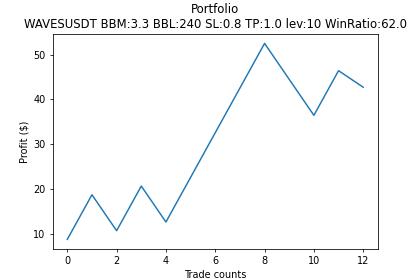 Portfolio
WAVESUSDT BBM:3.3 BBL:240 SL:0.8 TP:1.0 lev:10 WinRatio:62.0
50
40
30
20
10
Profit ($)
0 2 4 6 8 10 12
Trade counts